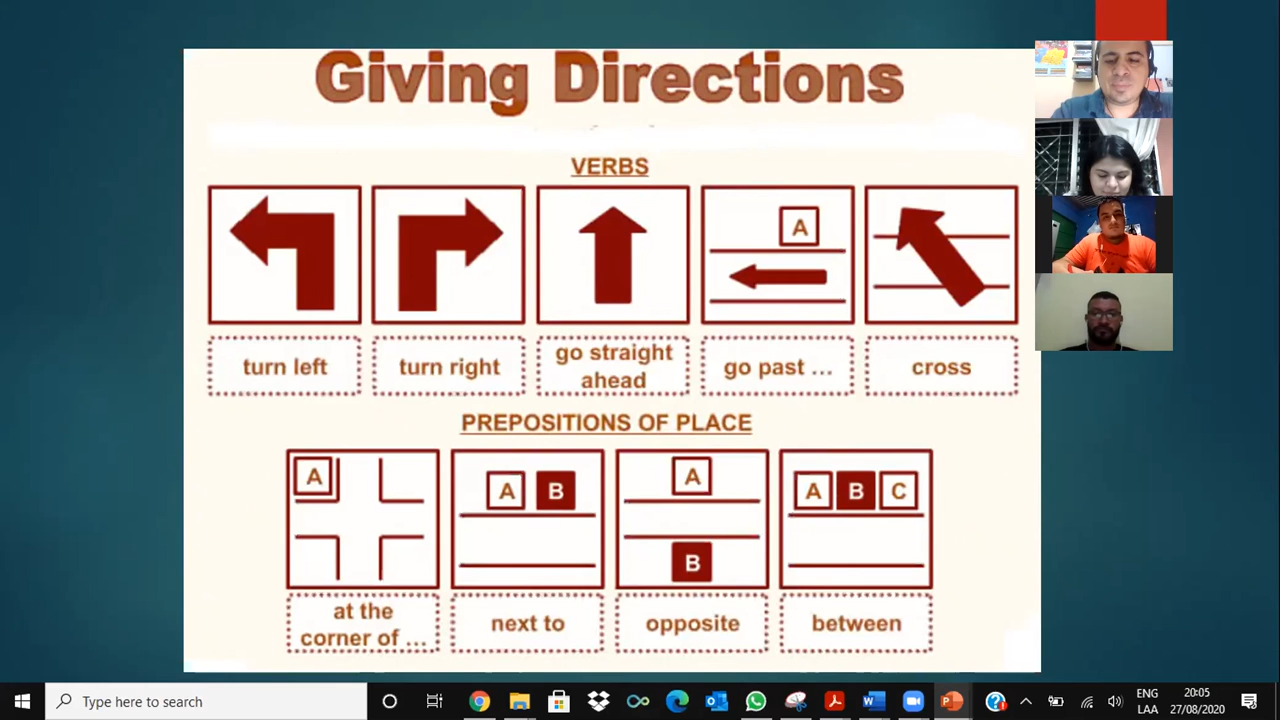 Giving Directions
VERBS
A
turn left
turn right
go straight
ahead
go past ...
cross
PREPOSITIONS OF PLACE
A
A B
A
B
A B C
at the
corner of ...
next to
opposite
between
Type here to search
ENG
LAA
20:05
27/08/2020